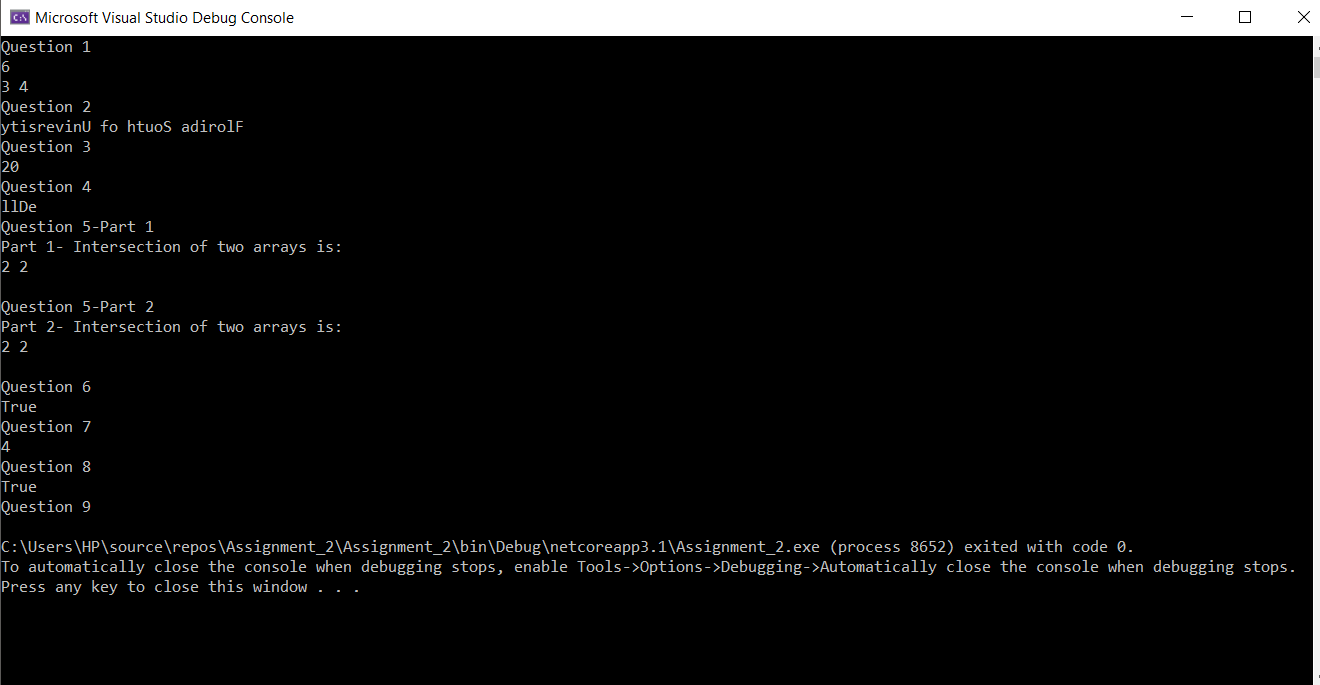 Microsoft Visual Studio Debug Console
Question 1
6
3 4
Question 2
ytisrevinU fo htuoS adirolF
Question 3
20
Question 4
llDe
Question 5-Part 1
Part 1- Intersection of two arrays is:
2 2
Question 5-Part 2
Part 2- Intersection of two arrays is:
2 2
Question 6
True
Question 7
4
Question 8
True
Question 9
C:\Users\HP\source\repos\Assignment_2\Assignment_2\bin\Debug\netcoreapp3.1\Assignment_2.exe (process 8652) exited with code 0.
To automatically close the console when debugging stops, enable Tools->Options->Debugging->Automatically close the console when debugging stops.
Press any key to close this window . . .